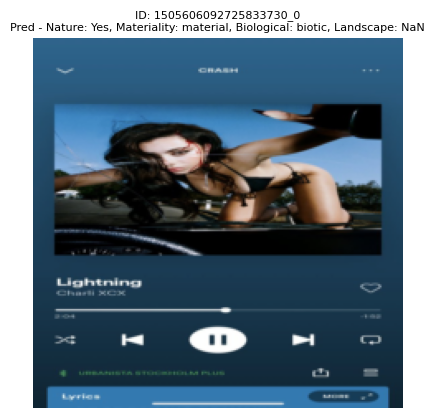 ID: 1505606092725833730_0
Pred - Nature: Yes, Materiality: material, Biological: biotic, Landscape: NaN
CRASH
Lightning
Charli XCX
2:04
-1:52
URBANISTA STOCKHOLM PLUS
Lyrics
MORE